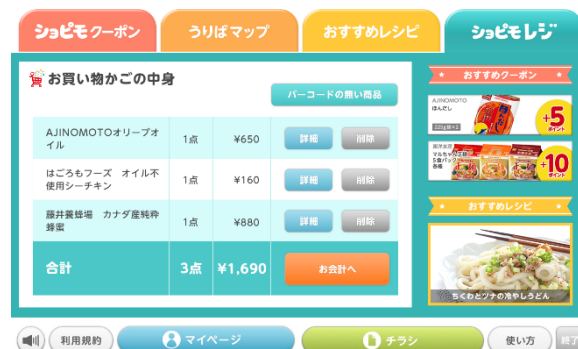 ショピモクーポン
うりばマップ
おすすめレシピ
ショピモレジ
お買い物かごの中身
バーコードの無い商品
AJINOMOTOオリーブオ
イル
1点
¥650
詳細
削除
はごろもフーズ オイル不
使用シーチキン
1点
¥160
詳細
削除
藤井養蜂場 カナダ産純粋
蜂蜜
1点
¥880
詳細
削除
合計
3点
¥1,690
お会計へ
★ おすすめクーポン ★
AJINOMOTO
ほんだし
+5
ポイント
5食パック
各種
+10
ポイント
★ おすすめレシピ ★
ちくわとツナの冷やしうどん
利用規約
マイページ
チラシ
使い方
終了